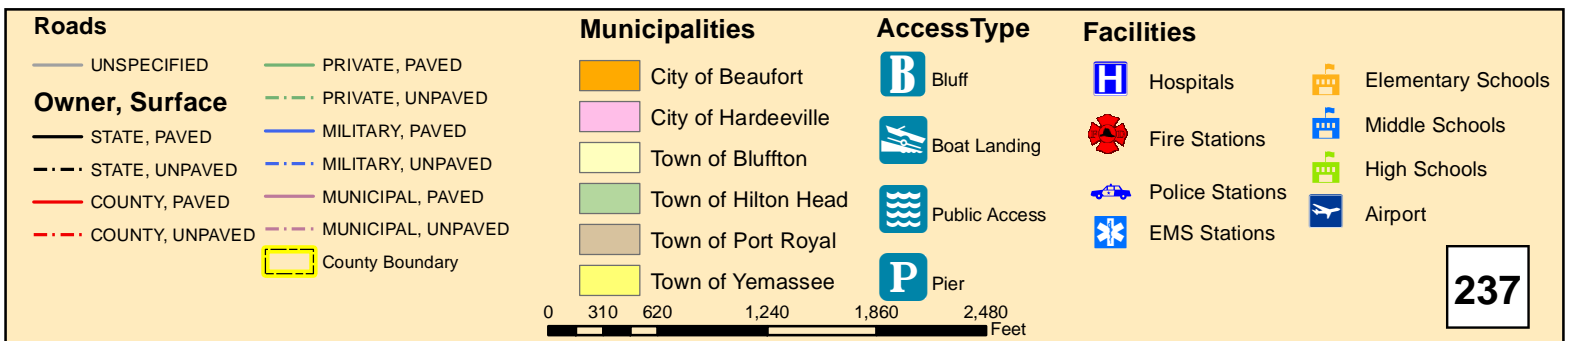 Roads
UNSPECIFIED
Owner, Surface
STATE, PAVED
STATE, UNPAVED
COUNTY, PAVED
COUNTY, UNPAVED
PRIVATE, PAVED
PRIVATE, UNPAVED
MILITARY, PAVED
MILITARY, UNPAVED
MUNICIPAL, PAVED
MUNICIPAL, UNPAVED
County Boundary
Municipalities
City of Beaufort
City of Hardeeville
Town of Bluffton
Town of Hilton Head
Town of Port Royal
Town of Yemassee
AccessType
B Bluff
Boat Landing
Public Access
P Pier
Facilities
H Hospitals
Fire Stations
Police Stations
EMS Stations
Elementary Schools
Middle Schools
High Schools
Airport
0 310 620 1,240 1,860 2,480
Feet
237